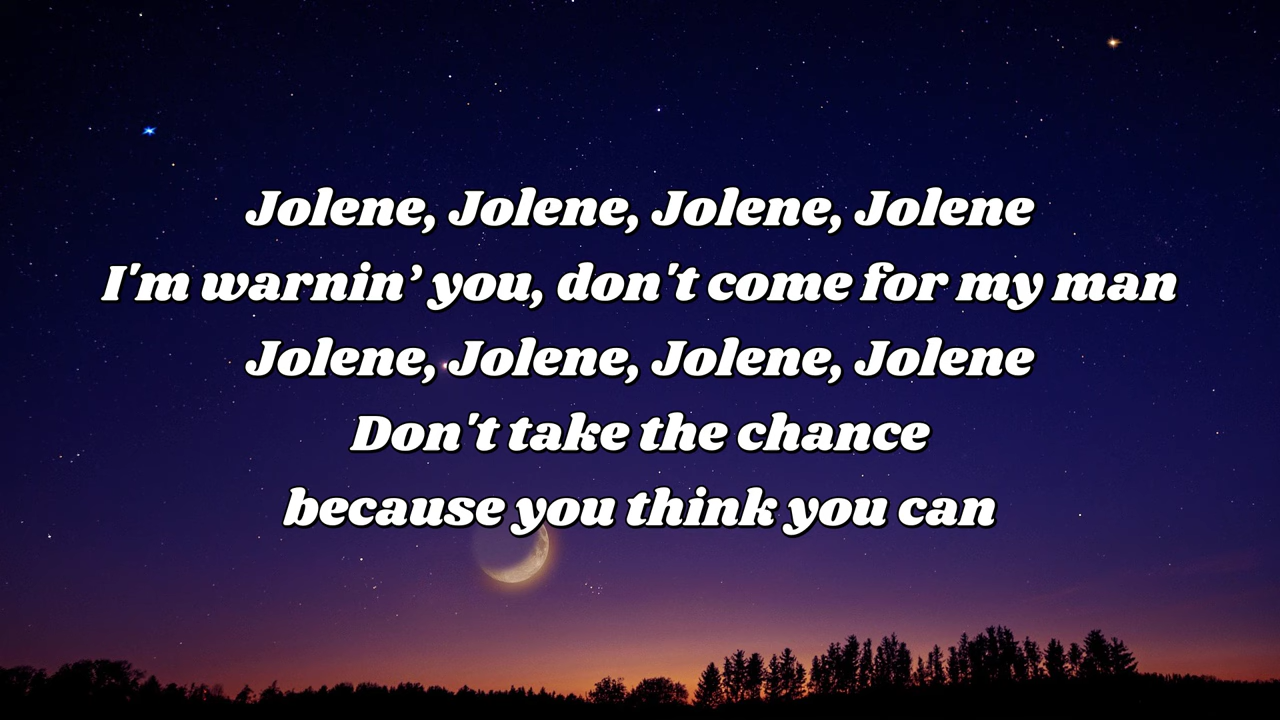 Jolene, Jolene, Jolene, Jolene
I'm warnin’ you, don't come for my man
Jolene, Jolene, Jolene, Jolene
Don't take the chance
because you think you can